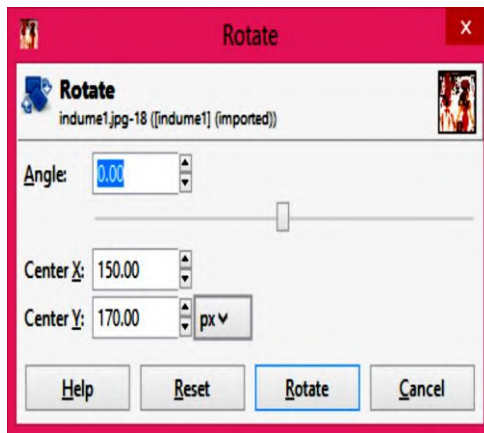 Rotate
x
Rotate
indume1.jpg-18 ([indume1] (imported))
Angle: 0.00
Center X: 150.00
Center Y: 170.00 px
Help Reset Rotate Cancel